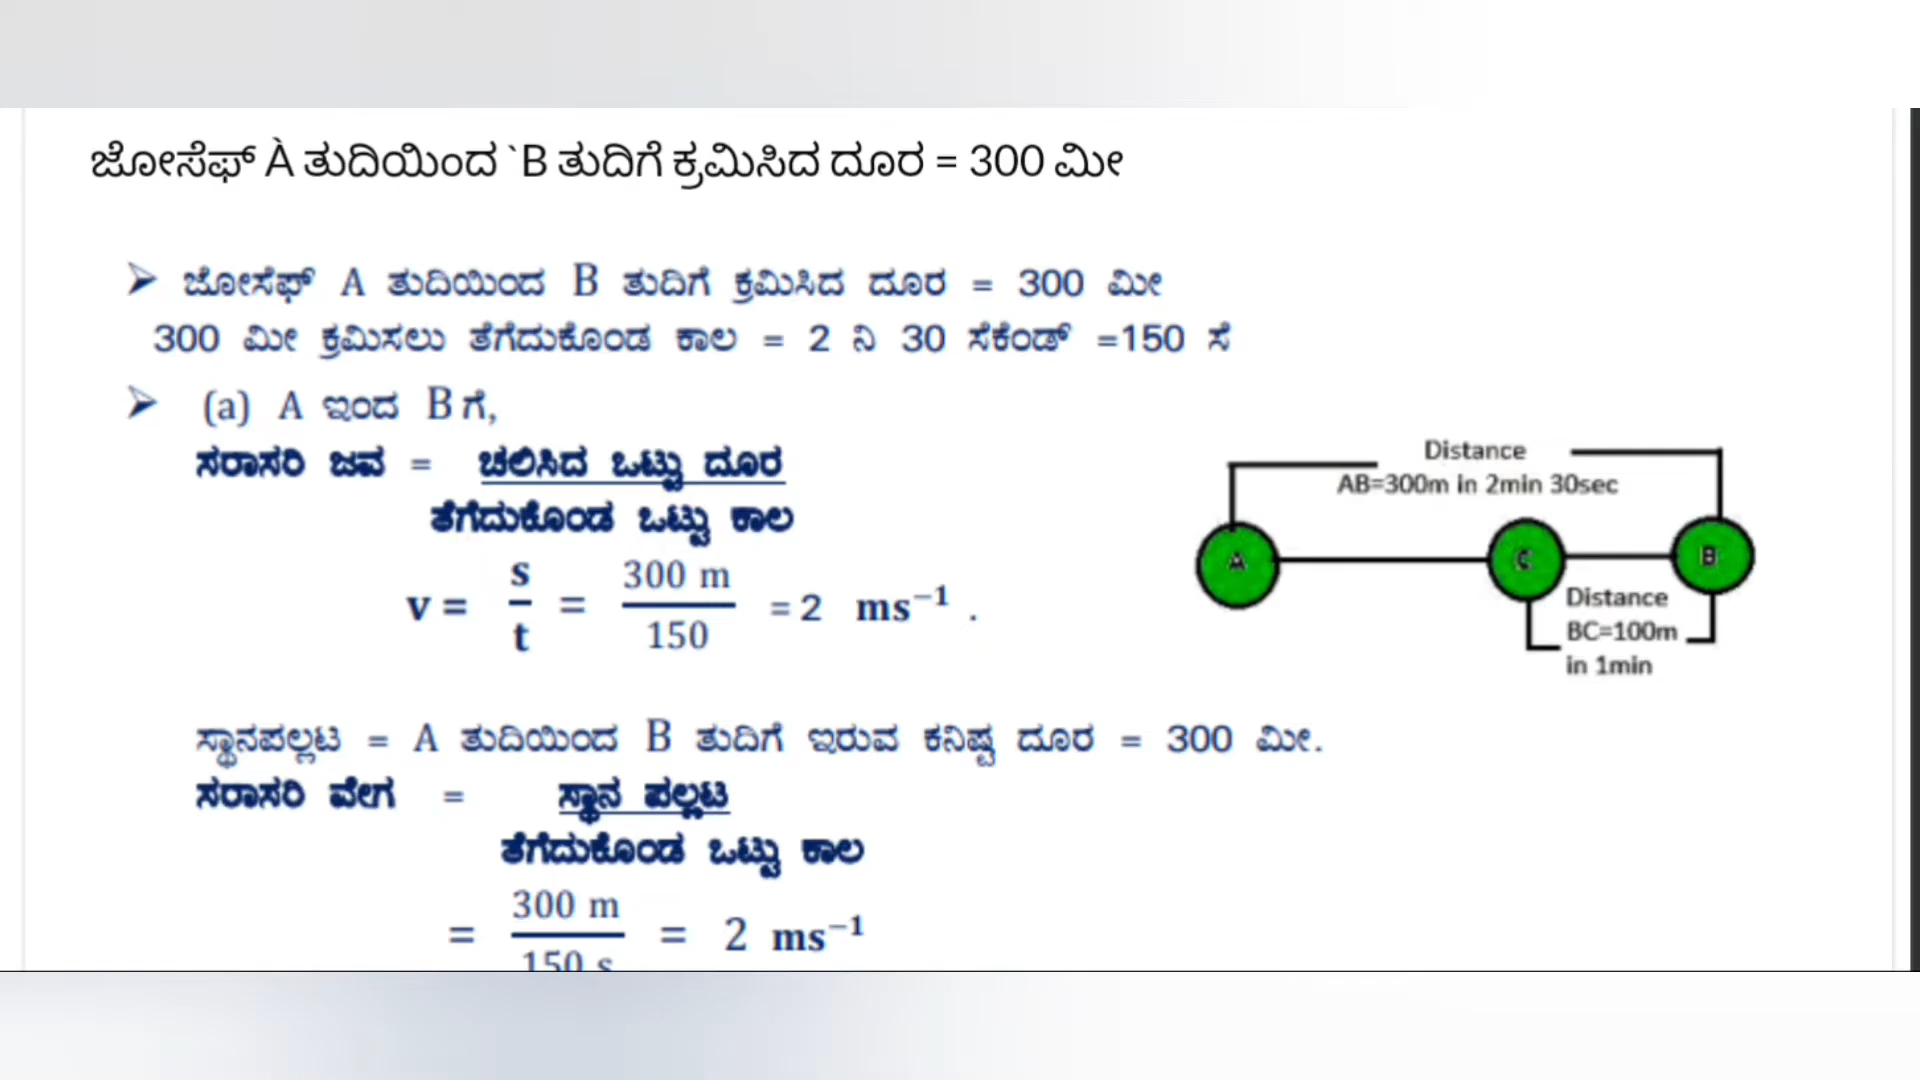 ಜೋಸೆಫ್ À ತುದಿಯಿಂದ `B ತುದಿಗೆ ಕ್ರಮಿಸಿದ ದೂರ = 300 ಮೀ
➢ ಜೋಸೆಫ್ A ತುದಿಯಿಂದ B ತುದಿಗೆ ಕ್ರಮಿಸಿದ ದೂರ = 300 ಮೀ
300 ಮೀ ಕ್ರಮಿಸಲು ತೆಗೆದುಕೊಂಡ ಕಾಲ = 2 ನಿ 30 ಸೆಕೆಂಡ್ =150 ಸೆ
➢ (a) A ಇಂದ B ಗೆ,
ಸರಾಸರಿ ಜವ = ಚಲಿಸಿದ ಒಟ್ಟು ದೂರ
ತೆಗೆದುಕೊಂಡ ಒಟ್ಟು ಕಾಲ
v = s/t = 300 m/150 = 2 ms⁻¹ .
Distance
AB=300m in 2min 30sec
A C B
Distance
BC=100m
in 1min
ಸ್ಥಾನಪಲ್ಲಟ = A ತುದಿಯಿಂದ B ತುದಿಗೆ ಇರುವ ಕನಿಷ್ಟ ದೂರ = 300 ಮೀ.
ಸರಾಸರಿ ವೇಗ = ಸ್ಥಾನ ಪಲ್ಲಟ
ತೆಗೆದುಕೊಂಡ ಒಟ್ಟು ಕಾಲ
= 300 m/150 s = 2 ms⁻¹